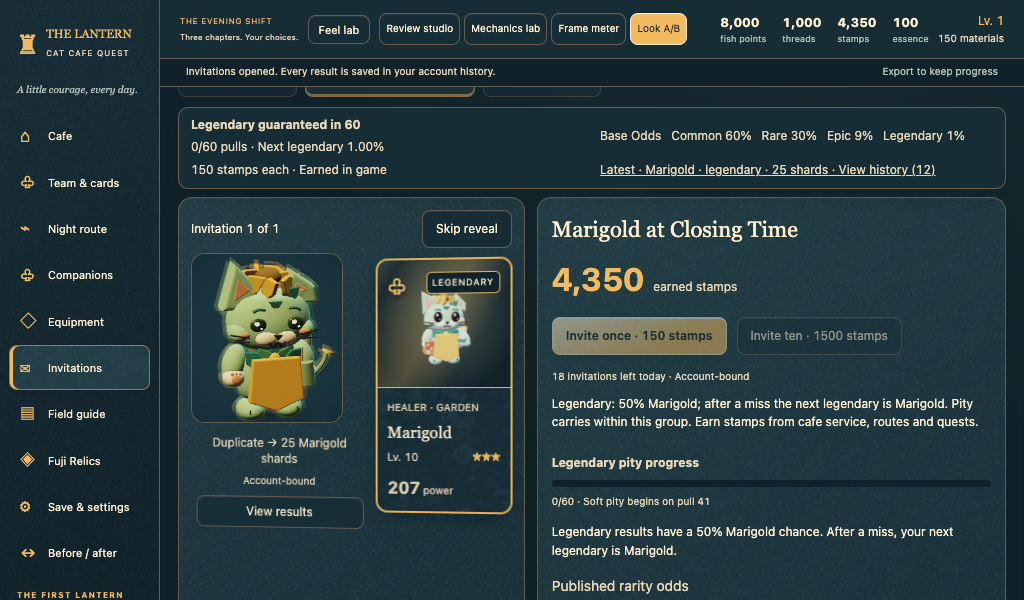 THE LANTERN
CAT CAFE QUEST
A little courage, every day.
Cafe
Team & cards
Night route
Companions
Equipment
Invitations
Field guide
Fuji Relics
Save & settings
Before / after
THE FIRST LANTERN
THE EVENING SHIFT
Three chapters. Your choices.
Feel lab
Review studio
Mechanics lab
Frame meter
Look A/B
8,000
fish points
1,000
threads
4,350
stamps
100
essence
Lv. 1
150 materials
Invitations opened. Every result is saved in your account history.
Export to keep progress
Legendary guaranteed in 60
0/60 pulls · Next legendary 1.00%
150 stamps each · Earned in game
Base Odds Common 60% Rare 30% Epic 9% Legendary 1%
Latest · Marigold · legendary · 25 shards · View history (12)
Invitation 1 of 1
Skip reveal
Duplicate → 25 Marigold
shards
Account-bound
View results
LEGENDARY
HEALER · GARDEN
Marigold
Lv. 10 ★★★
207 power
Marigold at Closing Time
4,350 earned stamps
Invite once · 150 stamps
Invite ten · 1500 stamps
18 invitations left today · Account-bound
Legendary: 50% Marigold; after a miss the next legendary is Marigold. Pity
carries within this group. Earn stamps from cafe service, routes and quests.
Legendary pity progress
0/60 · Soft pity begins on pull 41
Legendary results have a 50% Marigold chance. After a miss, your next
legendary is Marigold.
Published rarity odds